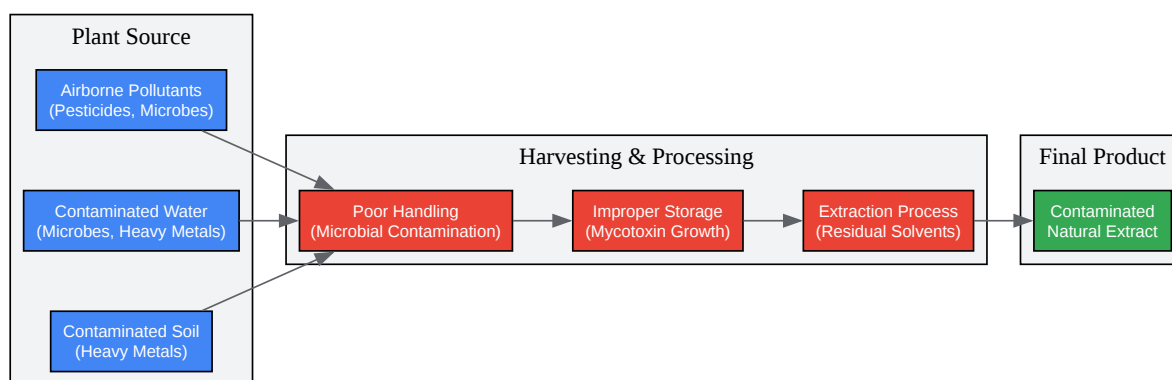 Plant Source
Airborne Pollutants
(Pesticides, Microbes)
Contaminated Water
(Microbes, Heavy Metals)
Contaminated Soil
(Heavy Metals)
Harvesting & Processing
Poor Handling
(Microbial Contamination)
Improper Storage
(Mycotoxin Growth)
Extraction Process
(Residual Solvents)
Final Product
Contaminated
Natural Extract